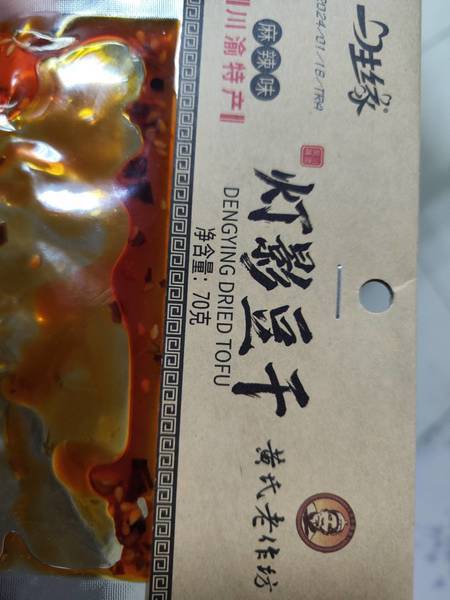 一生缘
2024/01/18
麻辣味
川渝特产
灯影豆干
DENGYING DRIED TOFU
净含量：70克
黄氏老作坊